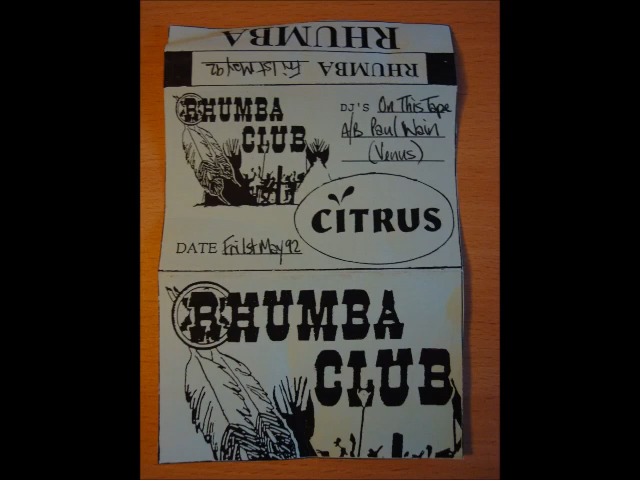 RHUMBA
RHUMBA Fri 1st May 92
RHUMBA
CLUB
DJ'S On This Tape
A/B Paul Wain
(Venus)
CITRUS
DATE Fri 1st May 92
RHUMBA
CLUB